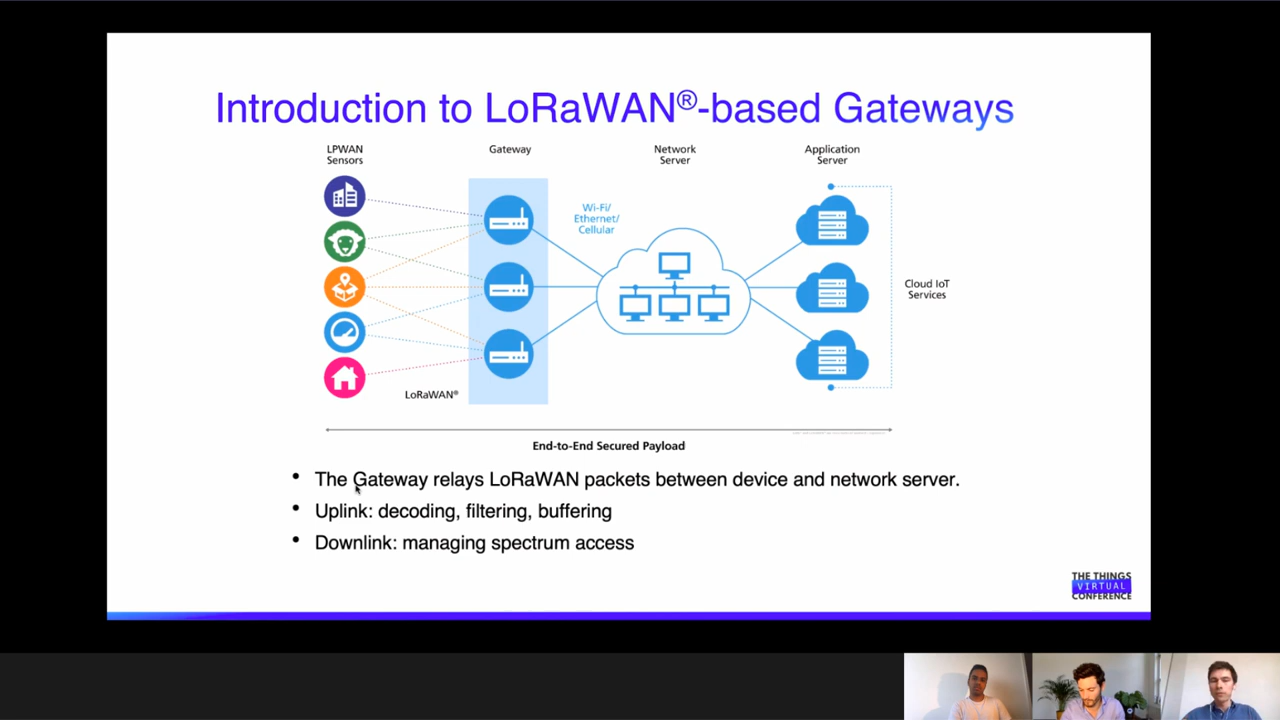 Introduction to LoRaWAN®-based Gateways
LPWAN
Sensors
Gateway
Network
Server
Application
Server
Wi-Fi/
Ethernet/
Cellular
Cloud IoT
Services
LoRaWAN®
End-to-End Secured Payload
• The Gateway relays LoRaWAN packets between device and network server.
• Uplink: decoding, filtering, buffering
• Downlink: managing spectrum access
THE THINGS
VIRTUAL
CONFERENCE